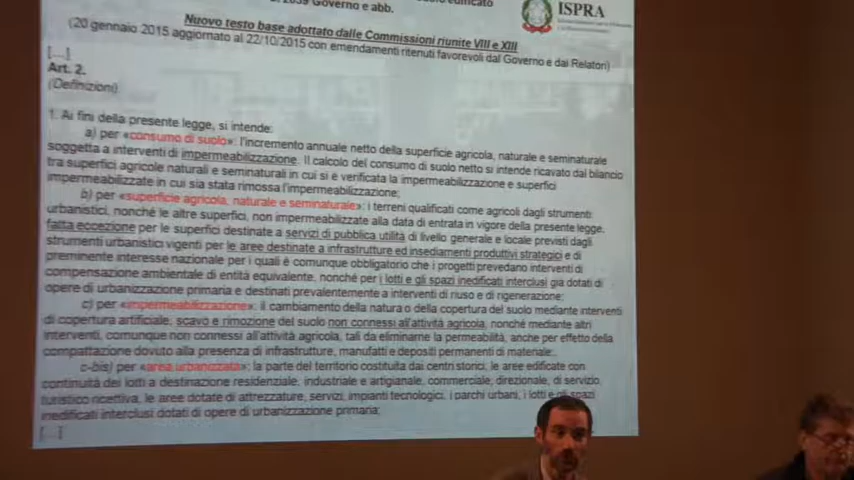 2039 Governo e abb.
ISPRA
Nuovo testo base adottato dalle Commissioni riunite VIII e XIII
(20 gennaio 2015 aggiornato al 22/10/2015 con emendamenti ritenuti favorevoli dal Governo e dai Relatori)
[...]
Art. 2.
(Definizioni)
1. Ai fini della presente legge, si intende:
a) per «consumo di suolo»: l'incremento annuale netto della superficie agricola, naturale e seminaturale
soggetta a interventi di impermeabilizzazione. Il calcolo del consumo di suolo netto si intende ricavato dal bilancio
tra superfici agricole naturali e seminaturali in cui si è verificata la impermeabilizzazione e superfici
impermeabilizzate in cui sia stata rimossa l'impermeabilizzazione;
b) per «superficie agricola, naturale e seminaturale»: i terreni qualificati come agricoli dagli strumenti
urbanistici, nonché le altre superfici, non impermeabilizzate alla data di entrata in vigore della presente legge,
fatta eccezione per le superfici destinate a servizi di pubblica utilità di livello generale e locale previsti dagli
strumenti urbanistici vigenti per le aree destinate a infrastrutture ed insediamenti produttivi strategici e di
preminente interesse nazionale per i quali è comunque obbligatorio che i progetti prevedano interventi di
compensazione ambientale di entità equivalente, nonché per i lotti e gli spazi inedificati interclusi già dotati di
opere di urbanizzazione primaria e destinati prevalentemente a interventi di riuso e di rigenerazione;
c) per «impermeabilizzazione»: il cambiamento della natura o della copertura del suolo mediante interventi
di copertura artificiale, scavo e rimozione del suolo non connessi all'attività agricola, nonché mediante altri
interventi, comunque non connessi all'attività agricola, tali da eliminarne la permeabilità, anche per effetto della
compattazione dovuto alla presenza di infrastrutture, manufatti e depositi permanenti di materiale;
c-bis) per «area urbanizzata»: la parte del territorio costituita dai centri storici, le aree edificate con
continuità dei lotti a destinazione residenziale, industriale e artigianale, commerciale, direzionale, di servizio,
turistico ricettiva, le aree dotate di attrezzature, servizi, impianti tecnologici, i parchi urbani, i lotti e gli spazi
inedificati interclusi dotati di opere di urbanizzazione primaria;
[...]